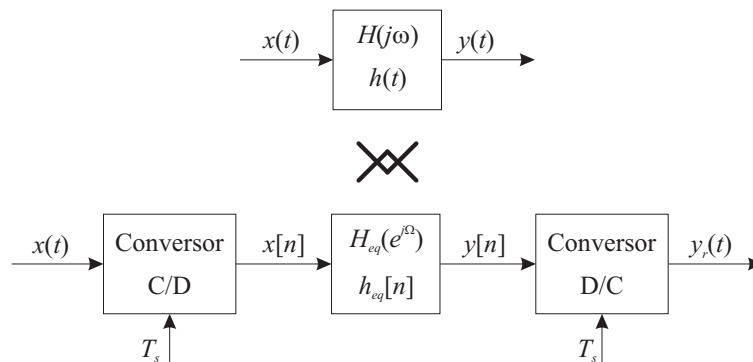 x(t) H(jω) y(t)
h(t)
x(t) Conversor x[n] H_eq(e^{jΩ}) y[n] Conversor y_r(t)
C/D h_eq[n] D/C
T_s T_s